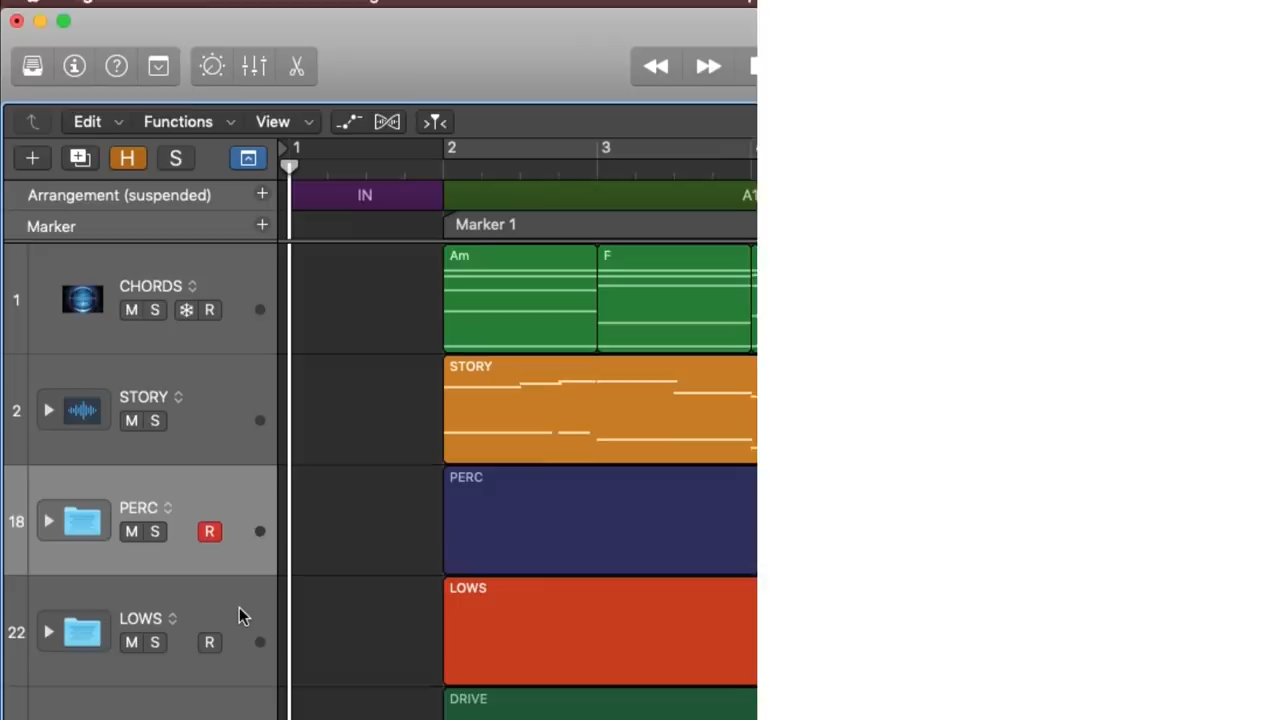 Edit Functions View
H S 1 2 3
Arrangement (suspended) IN A1
Marker Marker 1
Am F
1 CHORDS
M S R
STORY
2 STORY
M S
PERC
18 PERC
M S R
LOWS
22 LOWS
M S R
DRIVE